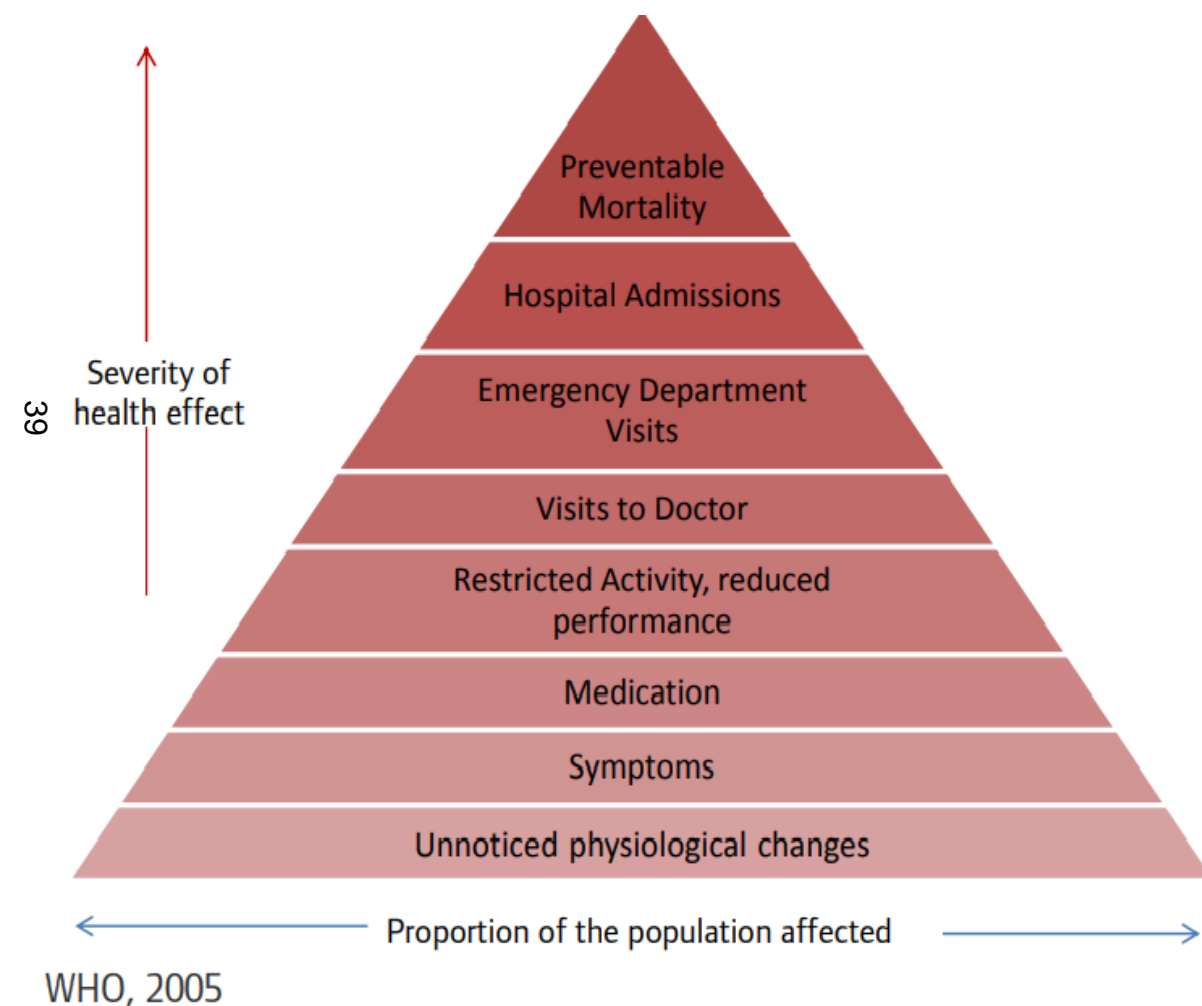 Preventable
Mortality
Hospital Admissions
Emergency Department
Visits
Severity of
health effect
39
Visits to Doctor
Restricted Activity, reduced
performance
Medication
Symptoms
Unnoticed physiological changes
Proportion of the population affected
WHO, 2005